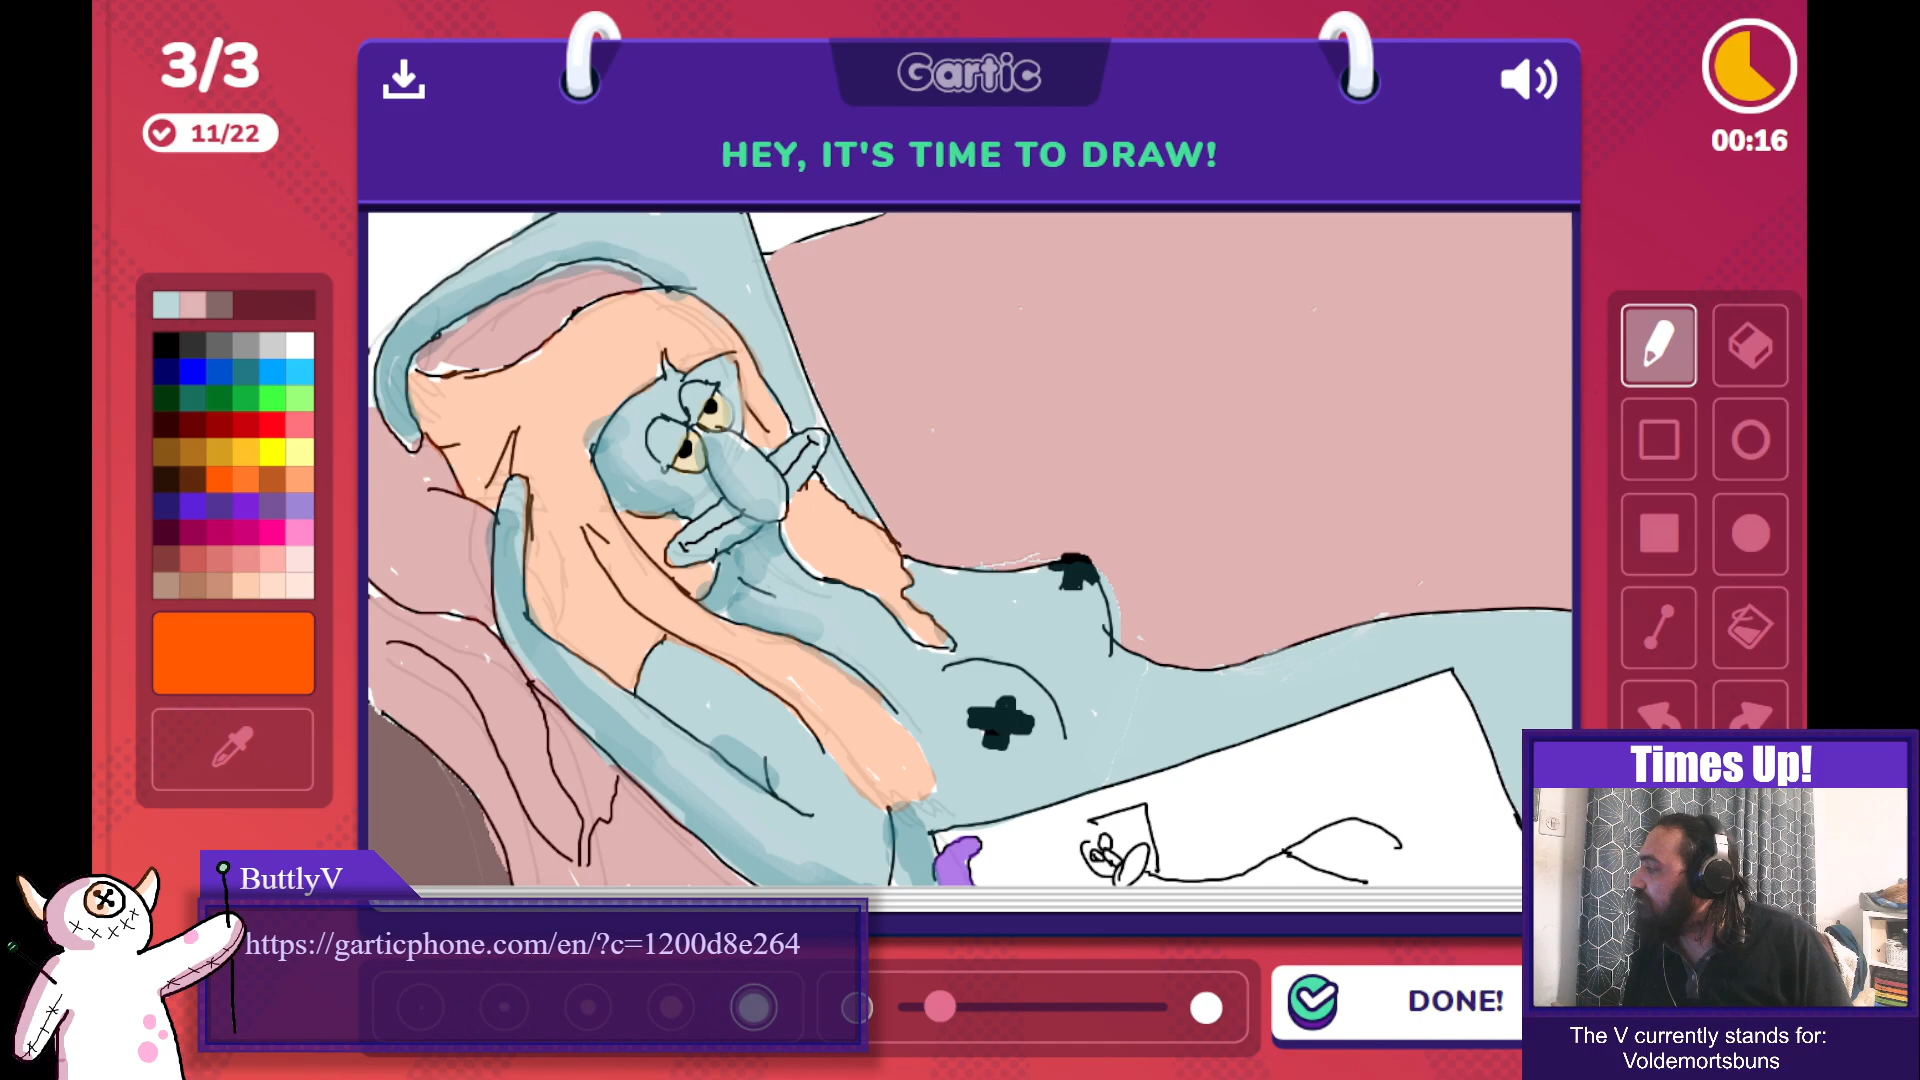 3/3
11/22
Gartic
HEY, IT'S TIME TO DRAW!
00:16
ButtlyV
https://garticphone.com/en/?c=1200d8e264
DONE!
Times Up!
The V currently stands for:
Voldemortsbuns